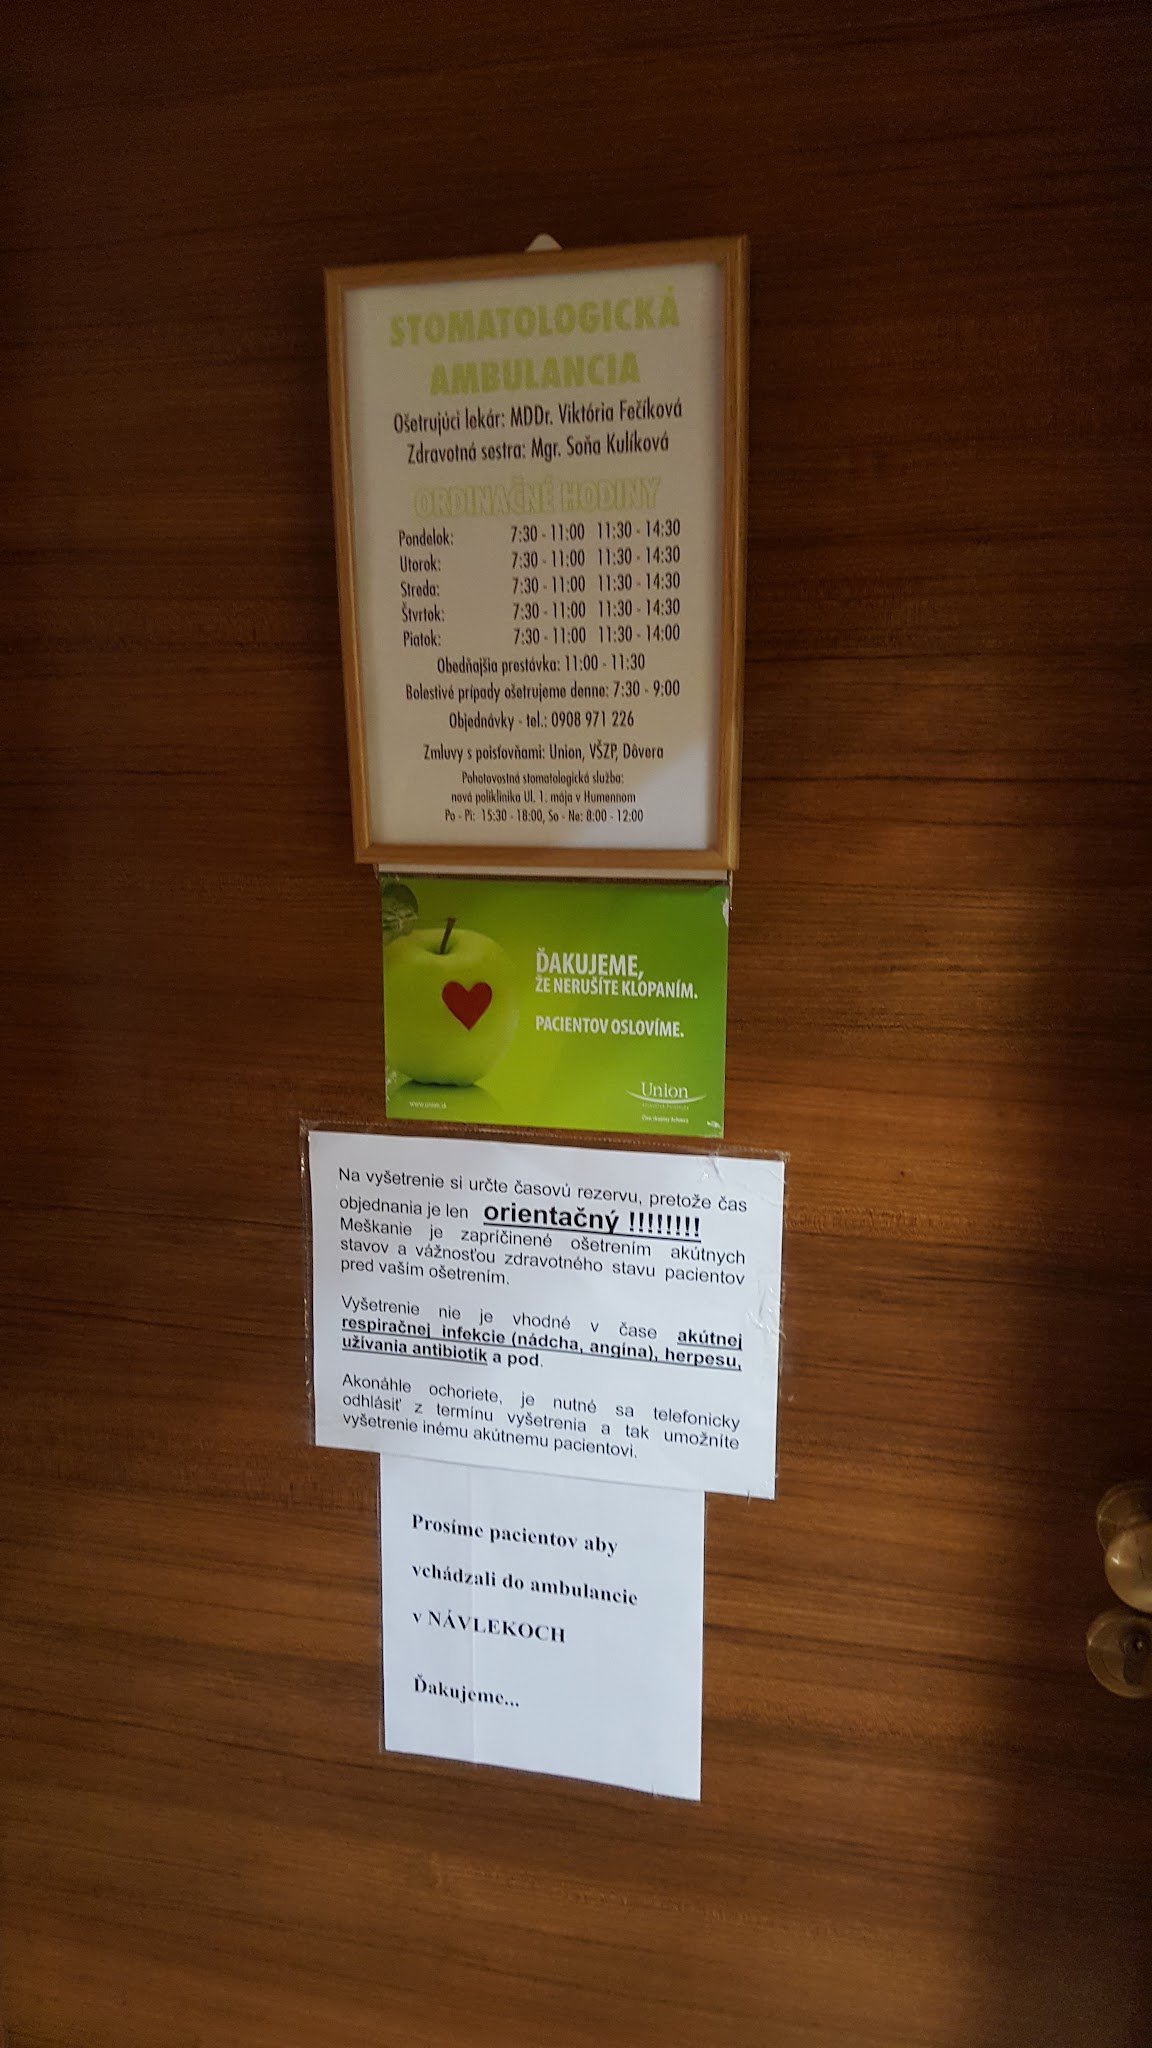 STOMATOLOGICKÁ
AMBULANCIA
Ošetrujúci lekár: MDDr. Viktória Fečíková
Zdravotná sestra: Mgr. Soňa Kulíková
ORDINAČNÉ HODINY
Pondelok: 7:30 - 11:00 11:30 - 14:30
Utorok: 7:30 - 11:00 11:30 - 14:30
Streda: 7:30 - 11:00 11:30 - 14:30
Štvrtok: 7:30 - 11:00 11:30 - 14:30
Piatok: 7:30 - 11:00 11:30 - 14:00
Obedňajšia prestávka: 11:00 - 11:30
Bolestivé prípady ošetrujeme denne: 7:30 - 9:00
Objednávky - tel.: 0908 971 226
Zmluvy s poisťovňami: Union, VŠZP, Dôvera
Pohotovostná stomatologická služba:
nová poliklinika Ul. 1. mája v Humennom
Po - Pi: 15:30 - 18:00, So - Ne: 8:00 - 12:00
ĎAKUJEME,
ŽE NERUŠÍTE KLOPANÍM.
PACIENTOV OSLOVÍME.
Union
www.union.sk
Na vyšetrenie si určte časovú rezervu, pretože čas
objednania je len orientačný !!!!!!!!
Meškanie je zapríčinené ošetrením akútnych
stavov a vážnosťou zdravotného stavu pacientov
pred vaším ošetrením.
Vyšetrenie nie je vhodné v čase akútnej
respiračnej infekcie (nádcha, angína), herpesu,
užívania antibiotík a pod.
Akonáhle ochoriete, je nutné sa telefonicky
odhlásiť z termínu vyšetrenia a tak umožníte
vyšetrenie inému akútnemu pacientovi.
Prosíme pacientov aby
vchádzali do ambulancie
v NÁVLEKOCH
Ďakujeme...